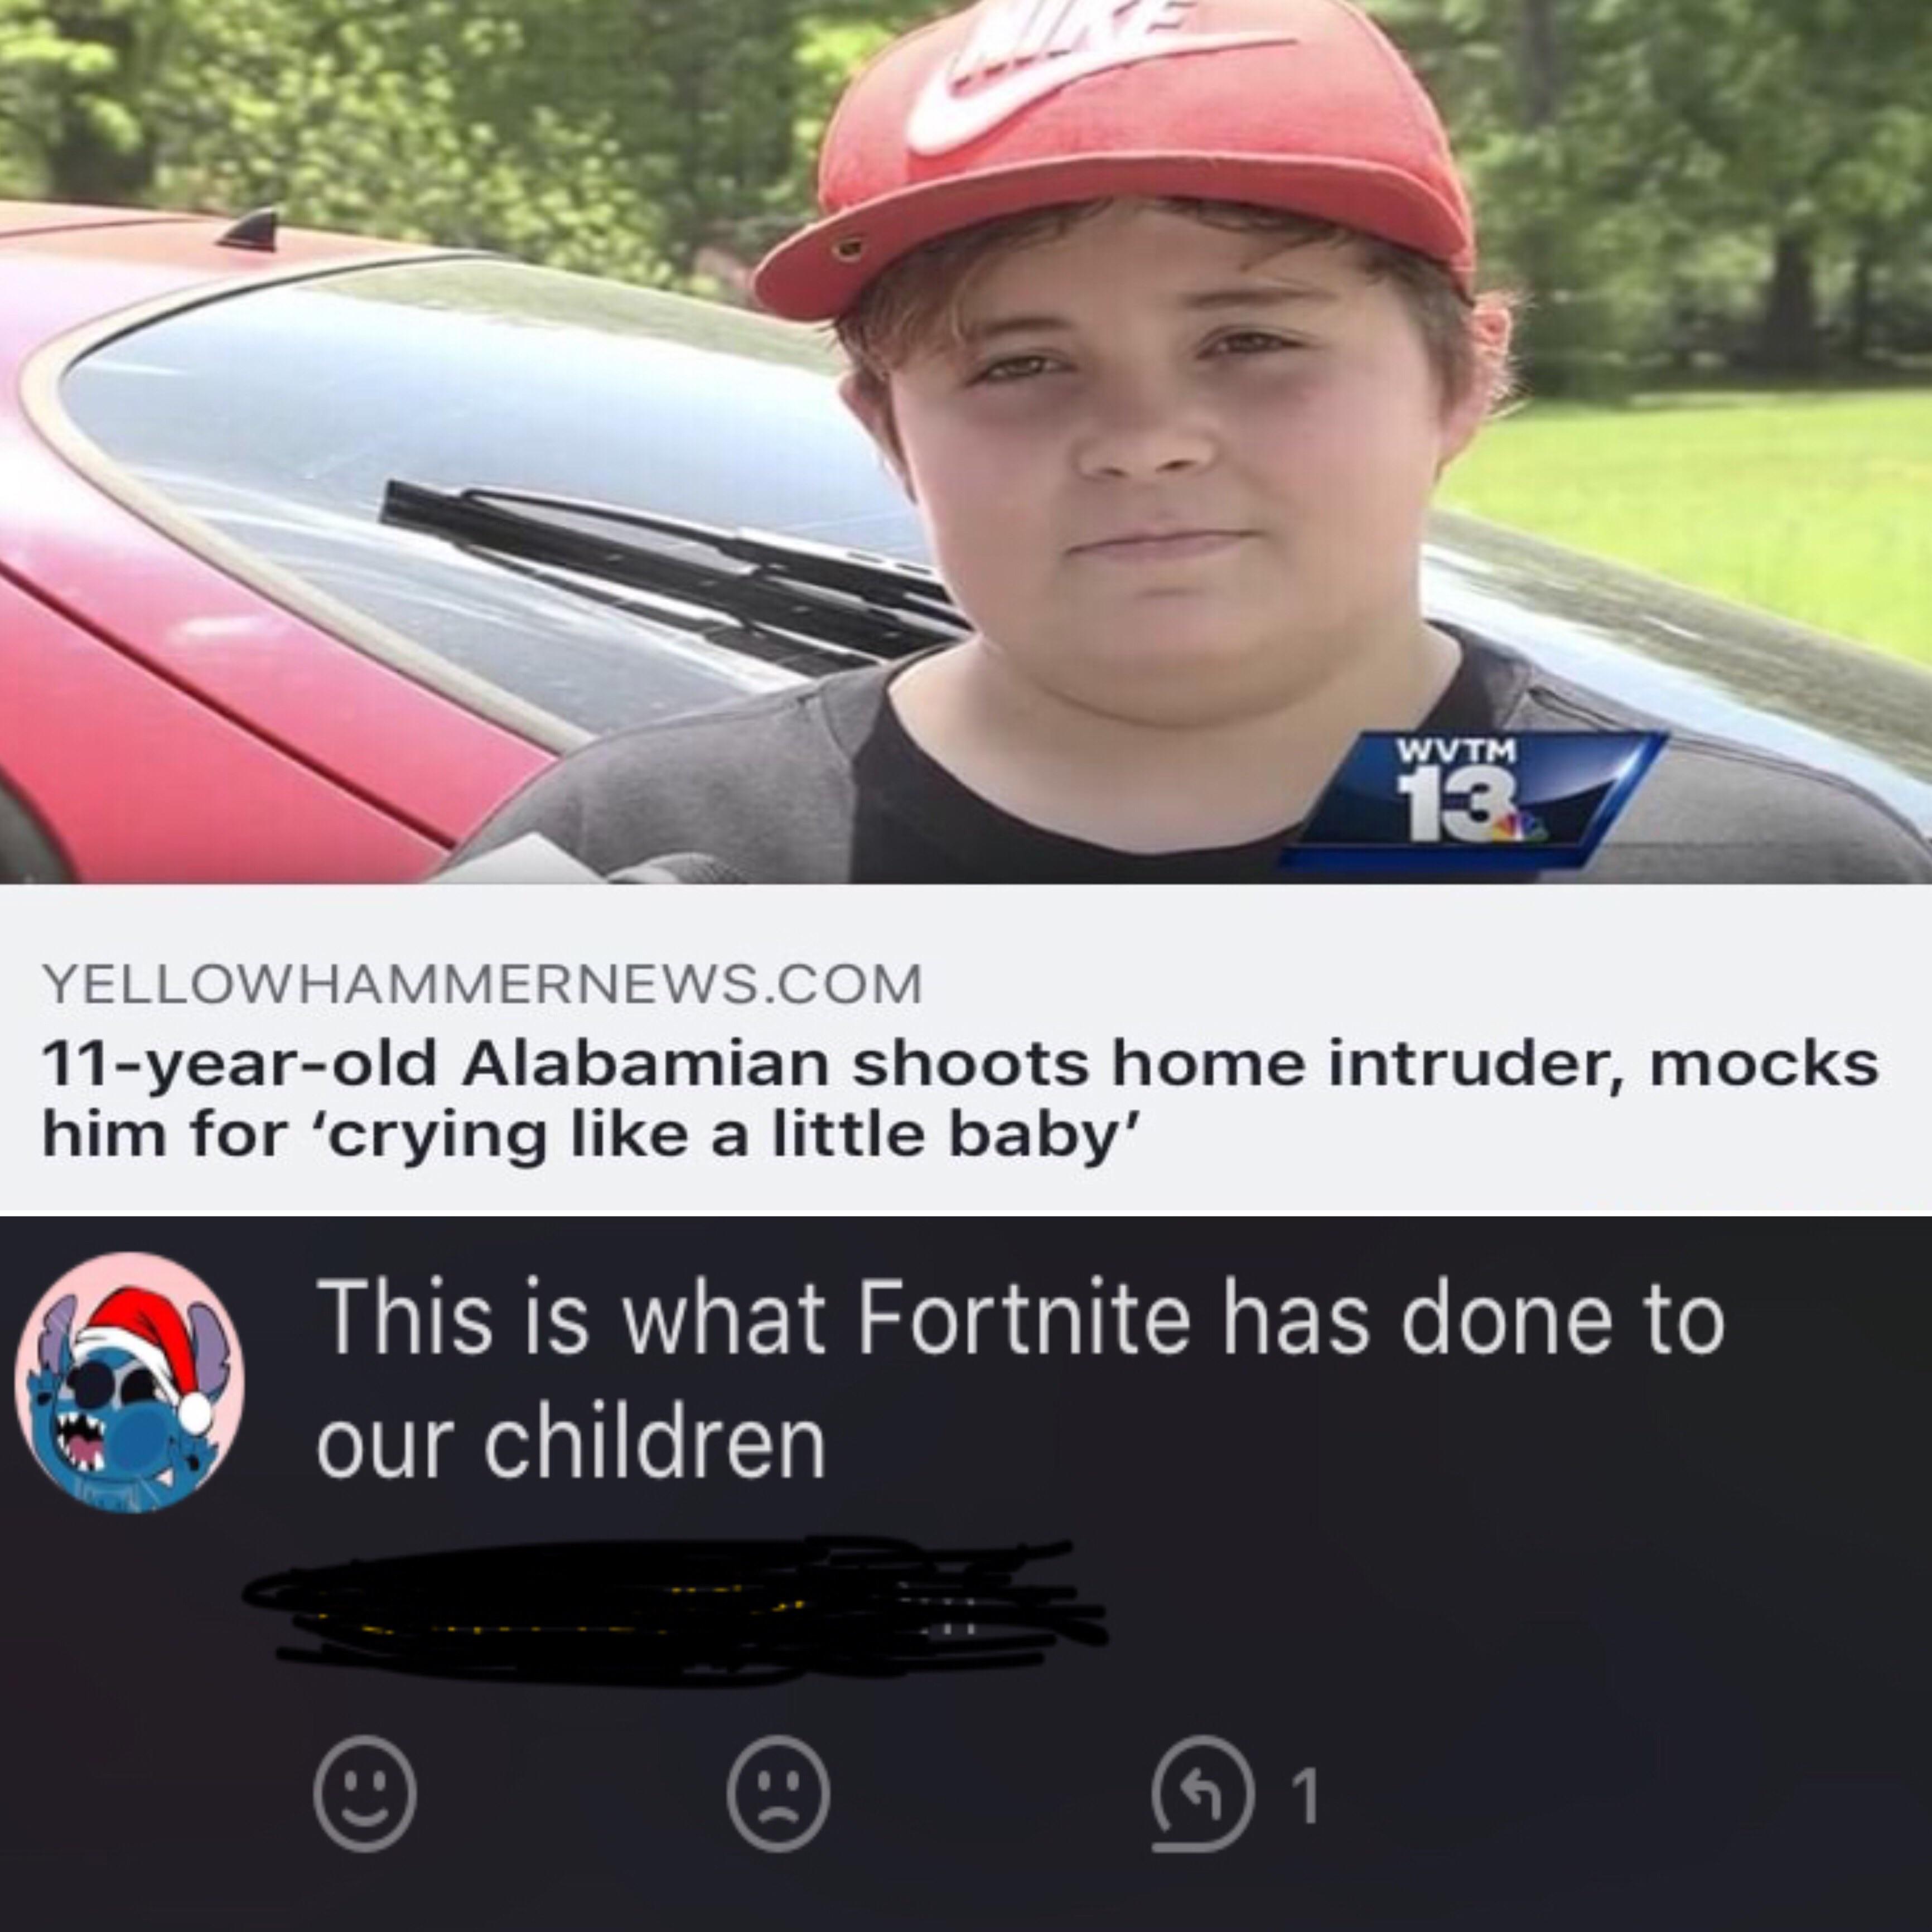 NIKE
WVTM
13
YELLOWHAMMERNEWS.COM
11-year-old Alabamian shoots home intruder, mocks
him for ‘crying like a little baby’
This is what Fortnite has done to
our children
1